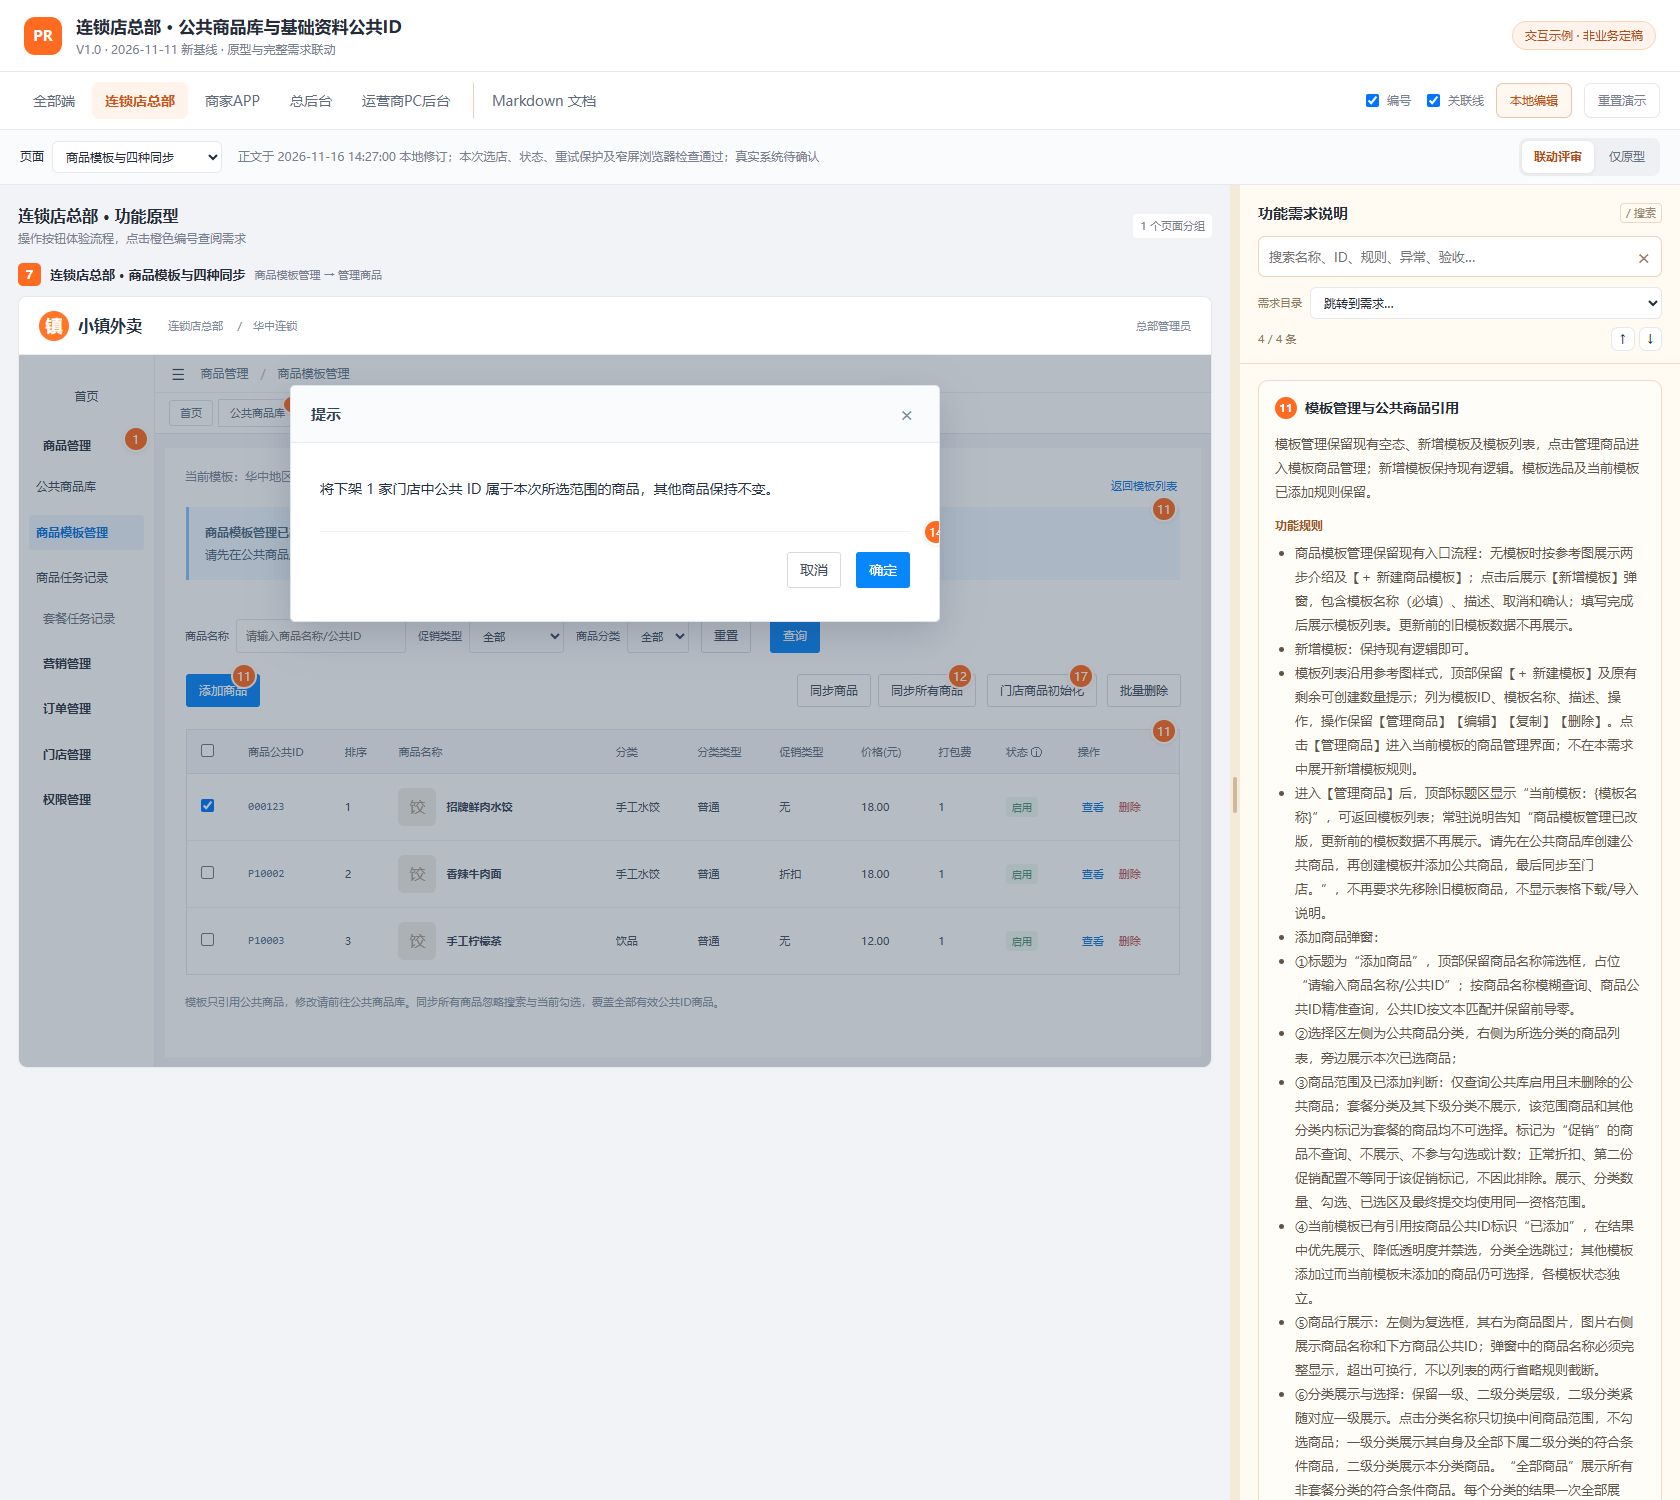 PR
连锁店总部 • 公共商品库与基础资料公共ID
V1.0 · 2026-11-11 新基线 · 原型与完整需求联动
交互示例 · 非业务定稿
全部端 连锁店总部 商家APP 总后台 运营商PC后台 Markdown 文档
编号 关联线 本地编辑 重置演示
页面 商品模板与四种同步 正文于 2026-11-16 14:27:00 本地修订；本次选店、状态、重试保护及窄屏浏览器检查通过；真实系统待确认
联动评审 仅原型
连锁店总部 • 功能原型
操作按钮体验流程，点击橙色编号查阅需求
1 个页面分组
7 连锁店总部 • 商品模板与四种同步 商品模板管理 → 管理商品
镇 小镇外卖 连锁店总部 / 华中连锁 总部管理员
首页
商品管理 1
公共商品库
商品模板管理
商品任务记录
套餐任务记录
营销管理
订单管理
门店管理
权限管理
☰ 商品管理 / 商品模板管理
首页 公共商品库
当前模板：华中地区
返回模板列表
11
商品模板管理已
请先在公共商品
提示 ×
将下架 1 家门店中公共 ID 属于本次所选范围的商品，其他商品保持不变。
14
取消 确定
商品名称 请输入商品名称/公共ID 促销类型 全部 商品分类 全部 重置 查询
添加商品 11 同步商品 同步所有商品 12 门店商品初始化 17 批量删除
11
商品公共ID 排序 商品名称 分类 分类类型 促销类型 价格(元) 打包费 状态 ⓘ 操作
000123 1 饺 招牌鲜肉水饺 手工水饺 普通 无 18.00 1 启用 查看 删除
P10002 2 饺 香辣牛肉面 手工水饺 普通 折扣 18.00 1 启用 查看 删除
P10003 3 饺 手工柠檬茶 饮品 普通 无 12.00 1 启用 查看 删除
模板只引用公共商品，修改请前往公共商品库。同步所有商品忽略搜索与当前勾选，覆盖全部有效公共ID商品。
功能需求说明 / 搜索
搜索名称、ID、规则、异常、验收... ×
需求目录 跳转到需求...
4 / 4 条 ↑ ↓
11 模板管理与公共商品引用
模板管理保留现有空态、新增模板及模板列表，点击管理商品进
入模板商品管理；新增模板保持现有逻辑。模板选品及当前模板
已添加规则保留。
功能规则
• 商品模板管理保留现有入口流程：无模板时按参考图展示两
步介绍及【 + 新建商品模板】；点击后展示【新增模板】弹
窗，包含模板名称（必填）、描述、取消和确认；填写完成
后展示模板列表。更新前的旧模板数据不再展示。
• 新增模板：保持现有逻辑即可。
• 模板列表沿用参考图样式，顶部保留【 + 新建模板】及原有
剩余可创建数量提示；列为模板ID、模板名称、描述、操
作，操作保留【管理商品】【编辑】【复制】【删除】。点
击【管理商品】进入当前模板的商品管理界面；不在本需求
中展开新增模板规则。
• 进入【管理商品】后，顶部标题区显示“当前模板：{模板名
称}”，可返回模板列表；常驻说明告知“商品模板管理已改
版，更新前的模板数据不再展示。请先在公共商品库创建公
共商品，再创建模板并添加公共商品，最后同步至门
店。”，不再要求先移除旧模板商品，不显示表格下载/导入
说明。
• 添加商品弹窗：
• ①标题为“添加商品”，顶部保留商品名称筛选框，占位
“请输入商品名称/公共ID”；按商品名称模糊查询、商品公
共ID精准查询，公共ID按文本匹配并保留前导零。
• ②选择区左侧为公共商品分类，右侧为所选分类的商品列
表，旁边展示本次已选商品；
• ③商品范围及已添加判断：仅查询公共库启用且未删除的公
共商品；套餐分类及其下级分类不展示，该范围商品和其他
分类内标记为套餐的商品均不可选择。标记为“促销”的商
品不查询、不展示、不参与勾选或计数；正常折扣、第二份
促销配置不等同于该促销标记，不因此排除。展示、分类数
量、勾选、已选区及最终提交均使用同一资格范围。
• ④当前模板已有引用按商品公共ID标识“已添加”，在结果
中优先展示、降低透明度并禁选，分类全选跳过；其他模板
添加过而当前模板未添加的商品仍可选择，各模板状态独
立。
• ⑤商品行展示：左侧为复选框，其右为商品图片，图片右侧
展示商品名称和下方商品公共ID；弹窗中的商品名称必须完
整显示，超出可换行，不以列表的两行省略规则截断。
• ⑥分类展示与选择：保留一级、二级分类层级，二级分类紧
随对应一级展示。点击分类名称只切换中间商品范围，不勾
选商品；一级分类展示其自身及全部下属二级分类的符合条
件商品，二级分类展示本分类商品。“全部商品”展示所有
非套餐分类的符合条件商品。每个分类的结果一次全部展